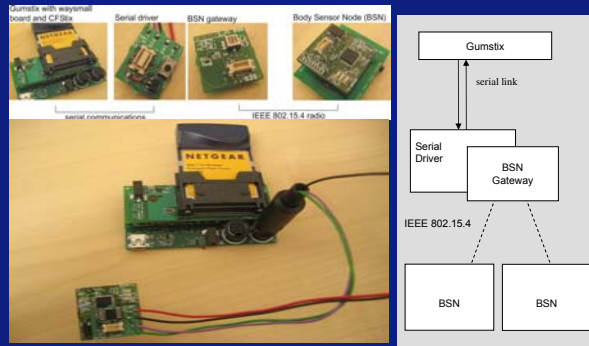 Gumstix with waysmall
board and CFStix
Serial driver
BSN gateway
Body Sensor Node (BSN)
serial communications
IEEE 802.15.4 radio
NETGEAR
Gumstix
serial link
Serial
Driver
BSN
Gateway
IEEE 802.15.4
BSN
BSN